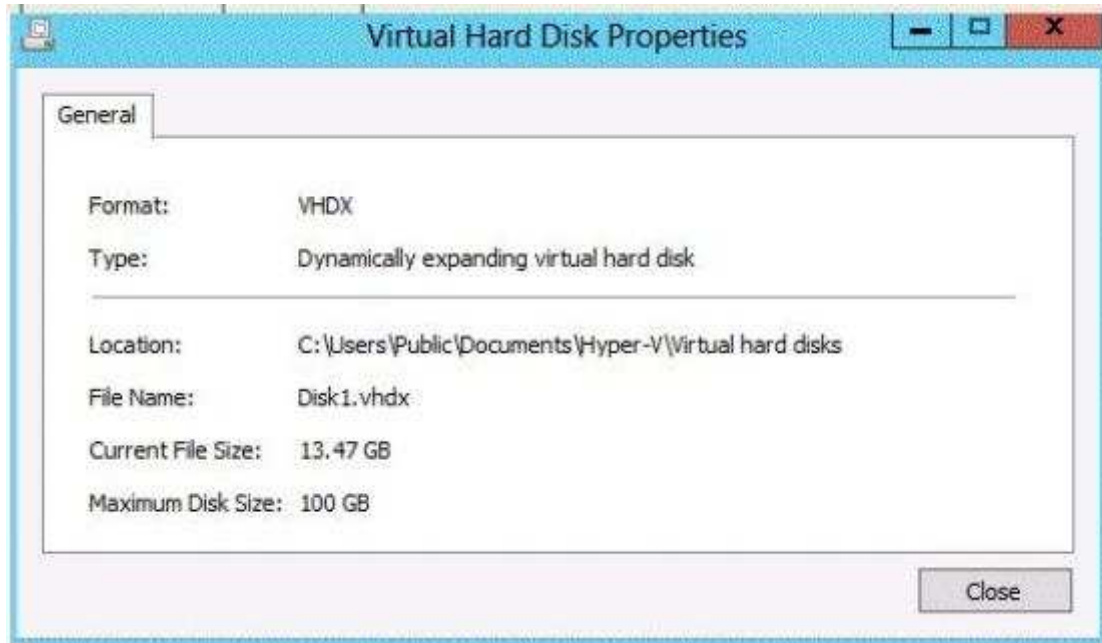 Virtual Hard Disk Properties
General
Format: VHDX
Type: Dynamically expanding virtual hard disk
Location: C:\Users\Public\Documents\Hyper-V\Virtual hard disks
File Name: Disk1.vhdx
Current File Size: 13.47 GB
Maximum Disk Size: 100 GB
Close